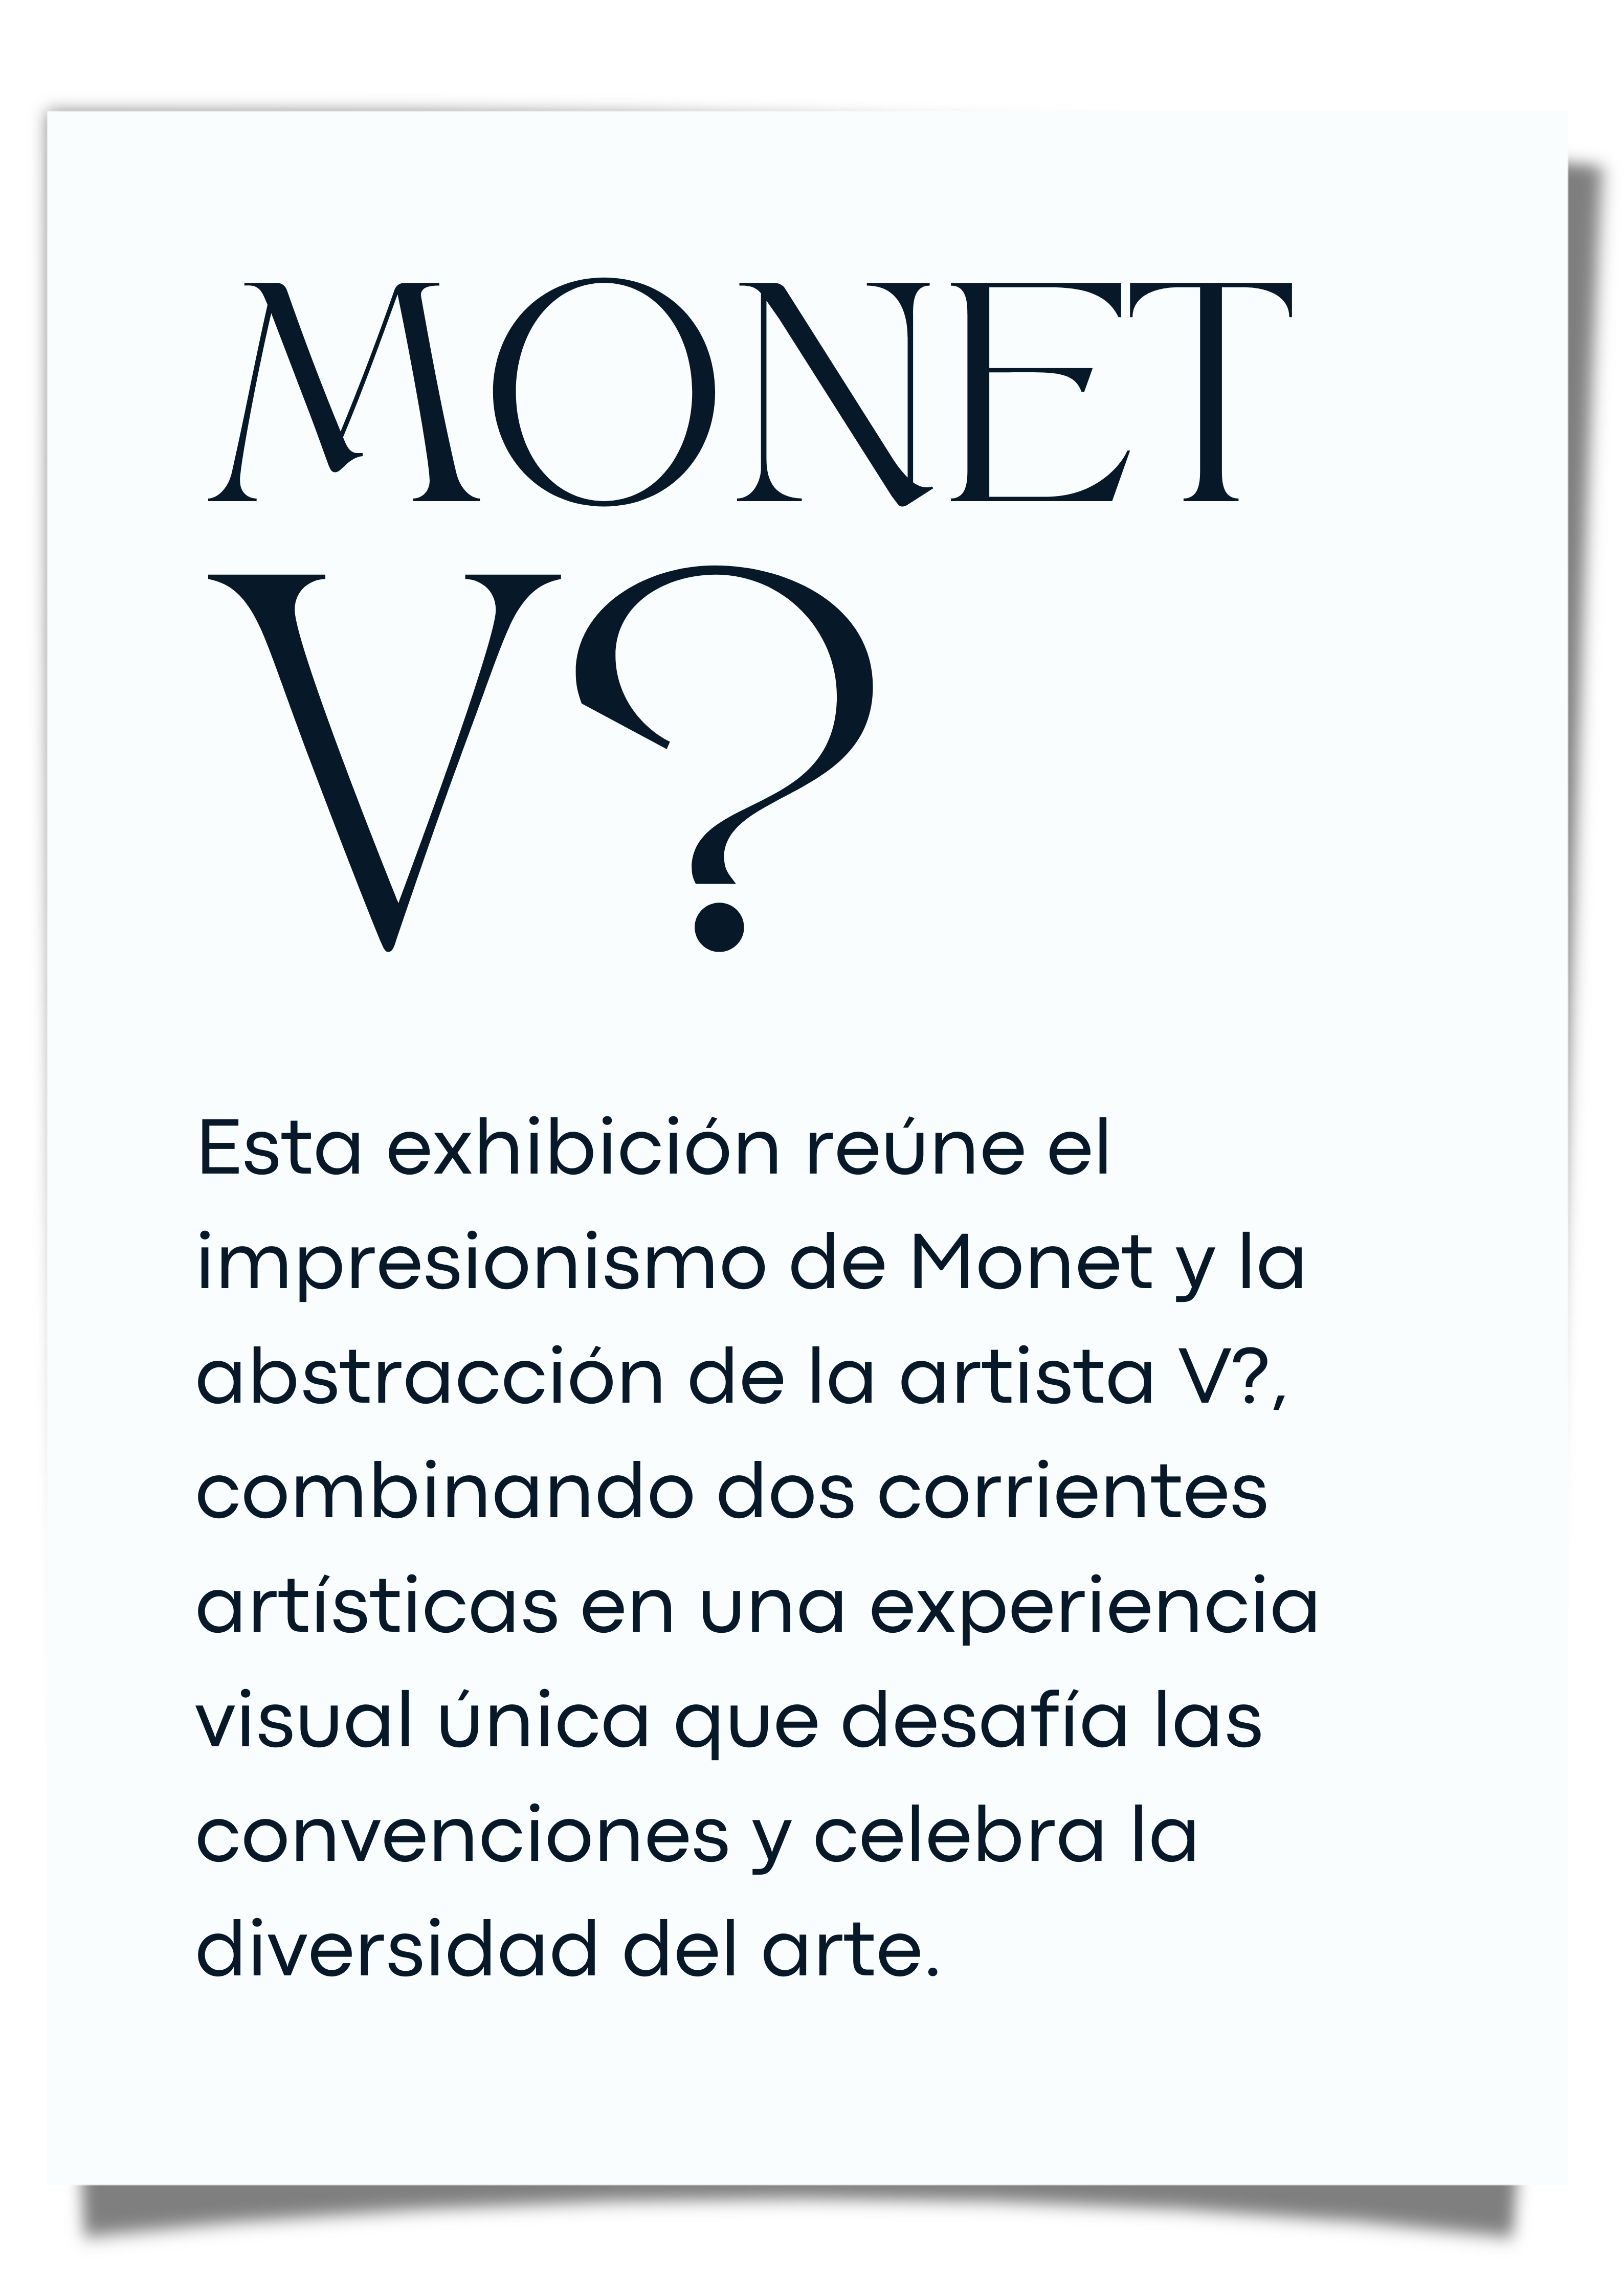 MONET
V?
Esta exhibición reúne el
impresionismo de Monet y la
abstracción de la artista V?,
combinando dos corrientes
artísticas en una experiencia
visual única que desafía las
convenciones y celebra la
diversidad del arte.